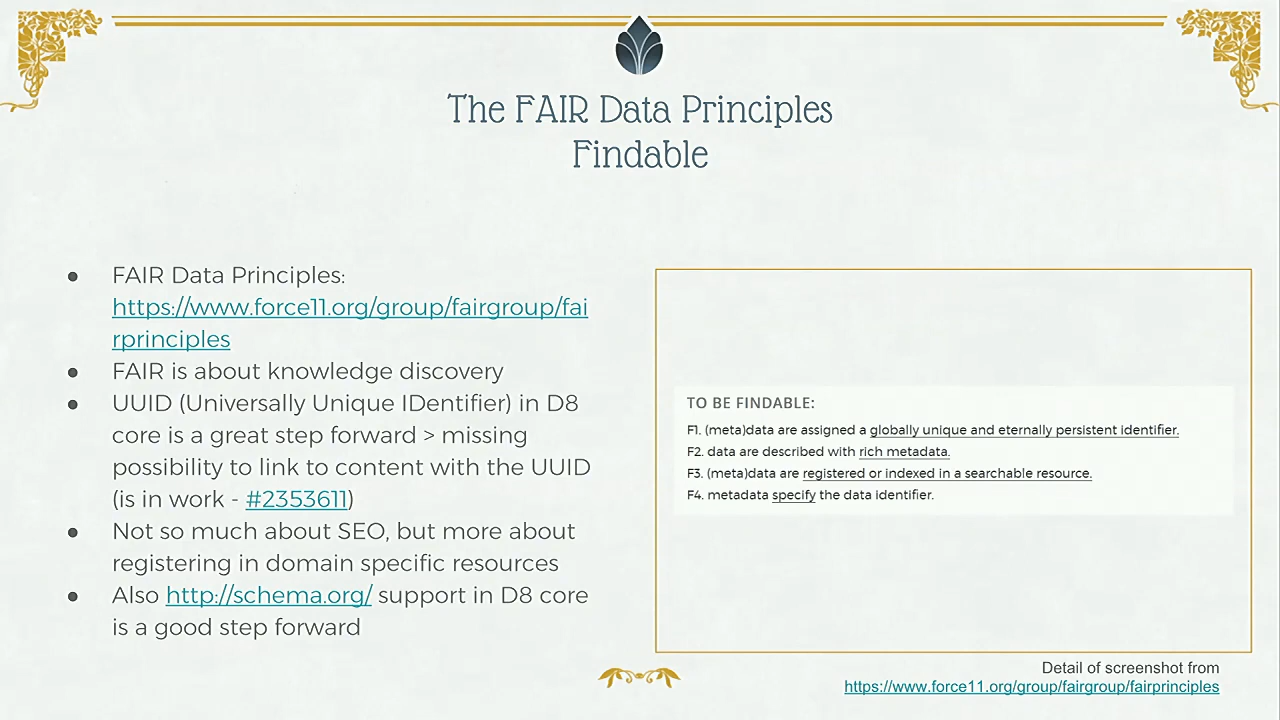 The FAIR Data Principles
Findable
● FAIR Data Principles:
https://www.force11.org/group/fairgroup/fai
rprinciples
● FAIR is about knowledge discovery
● UUID (Universally Unique IDentifier) in D8
core is a great step forward > missing
possibility to link to content with the UUID
(is in work - #2353611)
● Not so much about SEO, but more about
registering in domain specific resources
● Also http://schema.org/ support in D8 core
is a good step forward
TO BE FINDABLE:
F1. (meta)data are assigned a globally unique and eternally persistent identifier.
F2. data are described with rich metadata.
F3. (meta)data are registered or indexed in a searchable resource.
F4. metadata specify the data identifier.
Detail of screenshot from
https://www.force11.org/group/fairgroup/fairprinciples